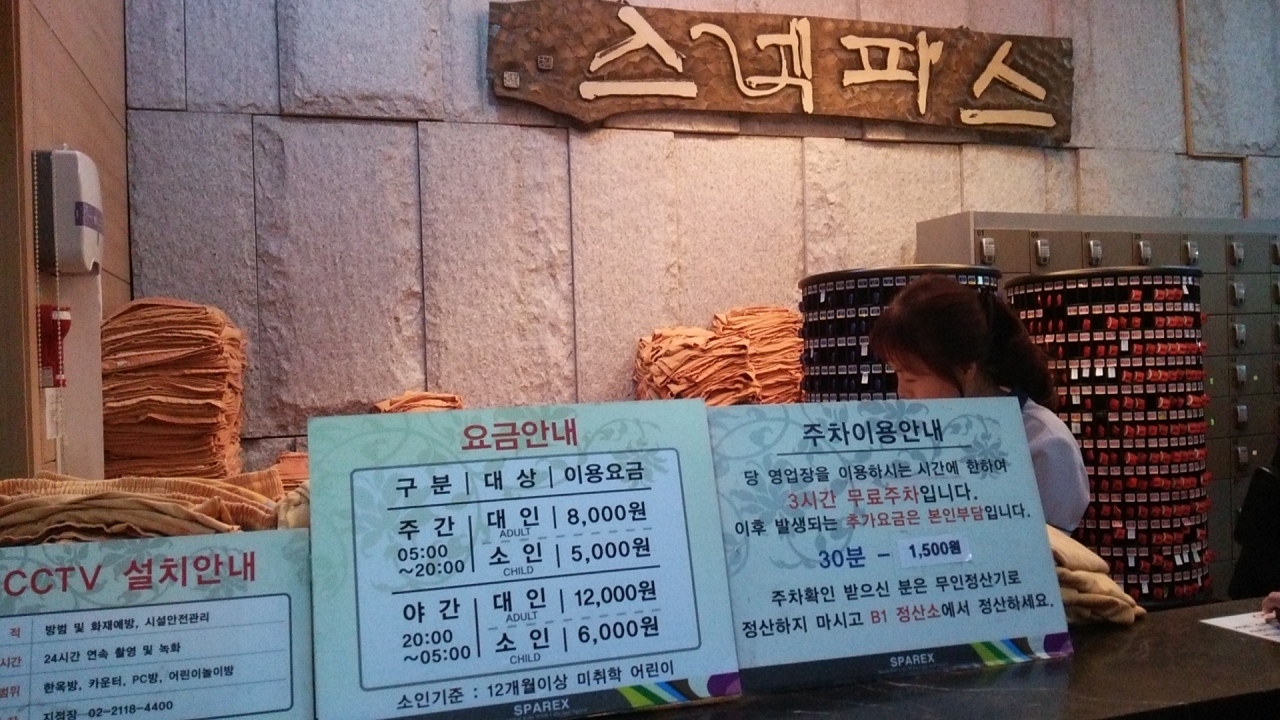 스넥파스
요금안내
구분 | 대상 | 이용요금
주간 05:00 ~20:00 | 대인 ADULT | 8,000원
소인 CHILD | 5,000원
야간 20:00 ~05:00 | 대인 ADULT | 12,000원
소인 CHILD | 6,000원
소인기준 : 12개월이상 미취학 어린이
SPAREX
주차이용안내
당 영업장을 이용하시는 시간에 한하여
3시간 무료주차입니다.
이후 발생되는 추가요금은 본인부담입니다.
30분 - 1,500원
주차확인 받으신 분은 무인정산기로
정산하지 마시고 B1 정산소에서 정산하세요.
SPAREX
CCTV 설치안내
적 | 방범 및 화재예방, 시설안전관리
시간 | 24시간 연속 촬영 및 녹화
범위 | 한옥방, 카운터, PC방, 어린이놀이방
지점장 02-2118-4400